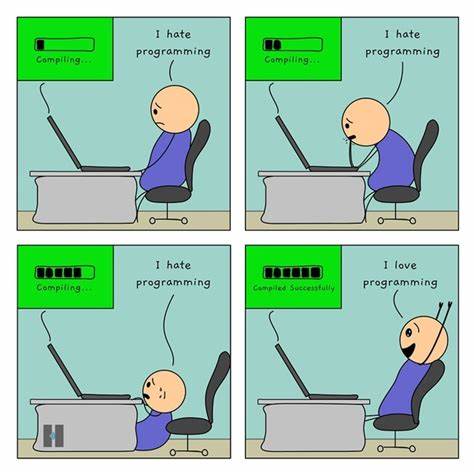 I hate
programming
Compiling...
I hate
programming
Compiling...
I hate
programming
Compiling...
I love
programming
Compiled Successfully